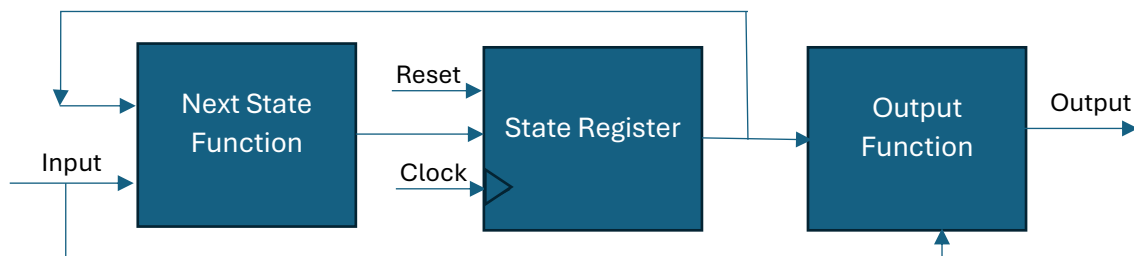 Next State
Function
Input
Reset
Clock
State Register
Output
Function
Output